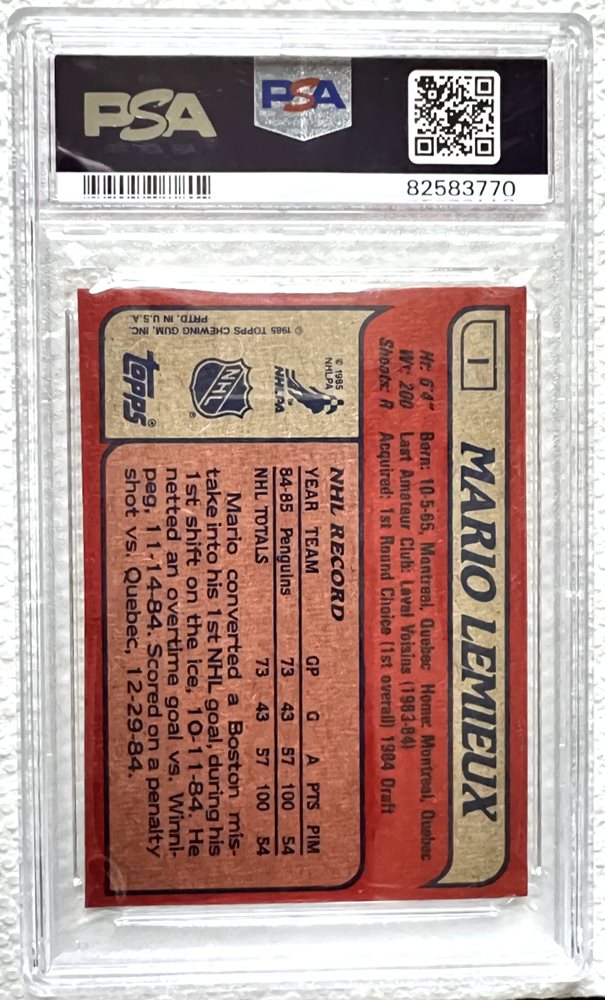 PSA
PSA
82583770
1
MARIO LEMIEUX
Ht: 6'4" Born: 10-5-65, Montreal, Quebec Home: Montreal, Quebec
Wt: 200 Last Amateur Club: Laval Voisins (1983-84)
Shoots: R Acquired: 1st Round Choice (1st overall) 1984 Draft
© 1985
NHLPA
NHLPA™
NHL
topps®
© 1985 TOPPS CHEWING GUM, INC.
PRTD. IN U.S.A.
NHL RECORD
YEAR TEAM GP G A PTS PIM
84-85 Penguins 73 43 57 100 54
NHL TOTALS 73 43 57 100 54
Mario converted a Boston mis-
take into his 1st NHL goal, during his
1st shift on the ice, 10-11-84. He
netted an overtime goal vs. Winni-
peg, 11-14-84. Scored on a penalty
shot vs. Quebec, 12-29-84.